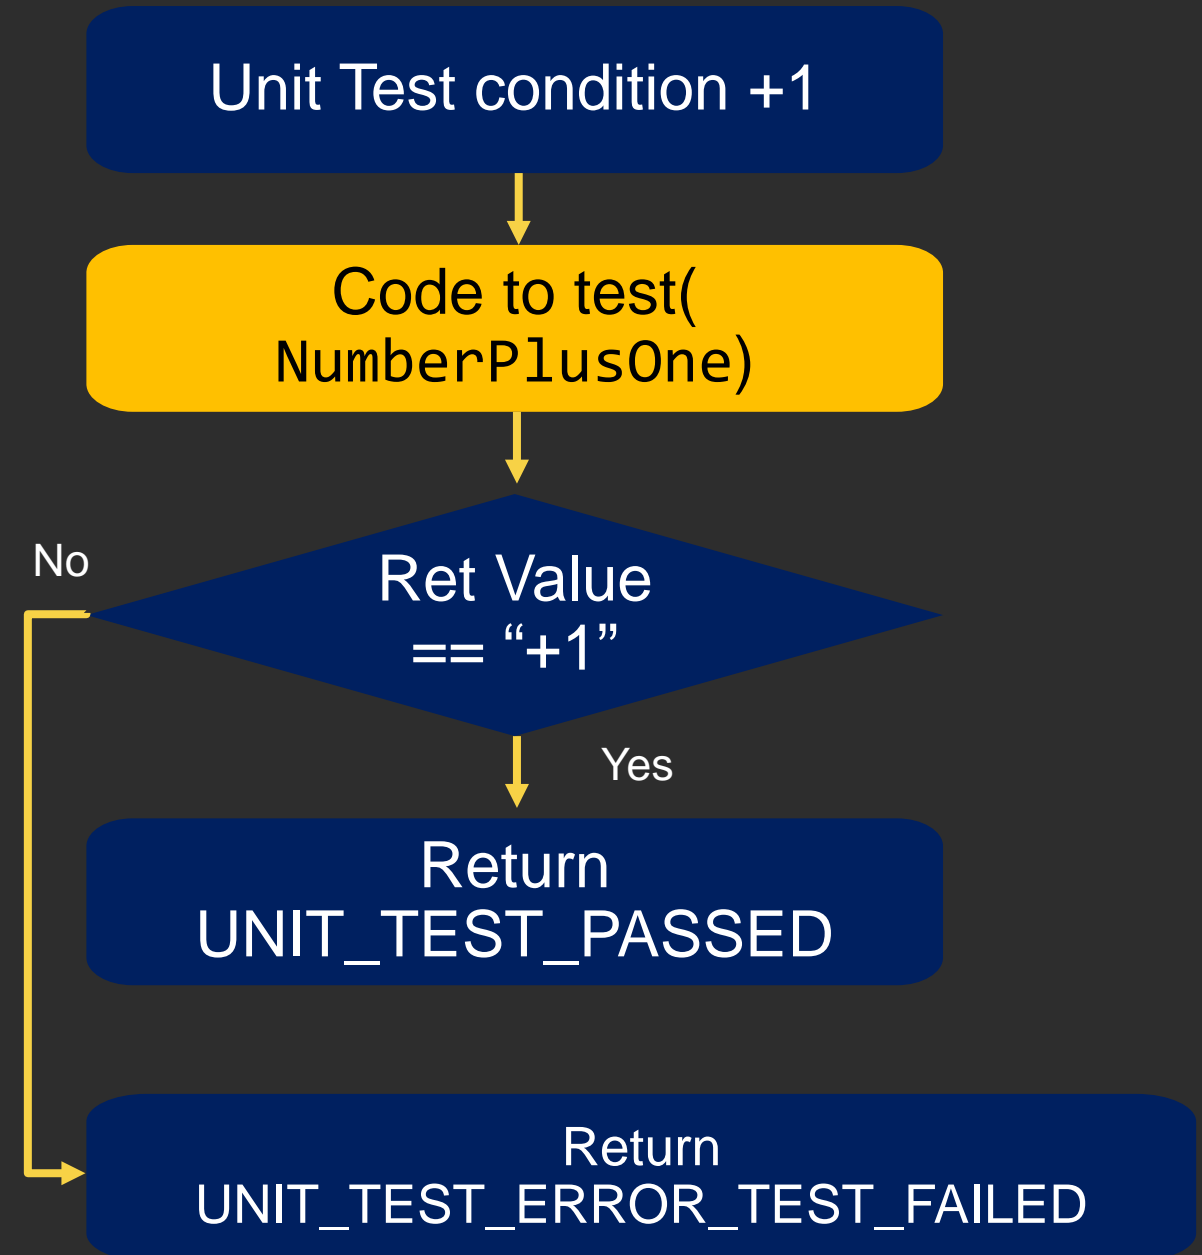 Unit Test condition +1
Code to test(
NumberPlusOne)
No
Ret Value
== “+1”
Yes
Return
UNIT_TEST_PASSED
Return
UNIT_TEST_ERROR_TEST_FAILED